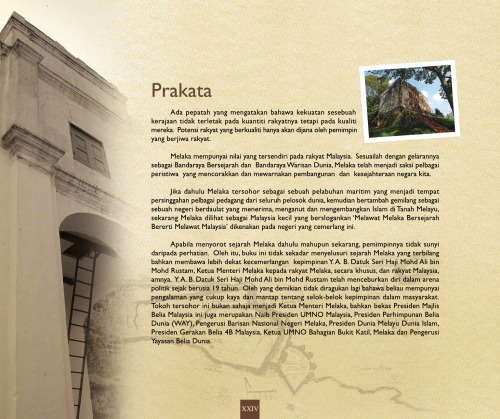 Prakata
Ada pepatah yang mengatakan bahawa kekuatan sesebuah
kerajaan tidak terletak pada kuantiti rakyatnya tetapi pada kualiti
mereka. Potensi rakyat yang berkualiti hanya akan dijana oleh pemimpin
yang berjiwa rakyat.
Melaka mempunyai nilai yang tersendiri pada rakyat Malaysia. Sesuailah dengan gelarannya
sebagai Bandaraya Bersejarah dan Bandaraya Warisan Dunia, Melaka telah menjadi saksi pelbagai
peristiwa yang mencorakkan dan mewarnakan pembangunan dan kesejahteraan negara kita.
Jika dahulu Melaka tersohor sebagai sebuah pelabuhan maritim yang menjadi tempat
persinggahan pelbagai pedagang dari seluruh pelosok dunia, kemudian bertambah gemilang sebagai
sebuah negeri berdaulat yang menerima, menganut dan mengembangkan Islam di Tanah Melayu,
sekarang Melaka dilihat sebagai Malaysia kecil yang berslogankan 'Melawat Melaka Bersejarah
Bererti Melawat Malaysia' dikenakan pada negeri yang cemerlang ini.
Apabila menyorot sejarah Melaka dahulu mahupun sekarang, pemimpinnya tidak sunyi
daripada perhatian. Oleh itu, buku ini tidak sekadar menyelusuri sejarah Melaka yang terbilang
bahkan membawa lebih dekat kecemerlangan kepimpinan Y. A. B. Datuk Seri Haji Mohd Ali bin
Mohd Rustam, Ketua Menteri Melaka kepada rakyat Melaka, secara khusus, dan rakyat Malaysia,
amnya. Y. A. B. Datuk Seri Haji Mohd Ali bin Mohd Rustam telah menceburkan diri dalam arena
politik sejak berusia 19 tahun. Oleh yang demikian tidak diragukan lagi bahawa beliau mempunyai
pengalaman yang cukup kaya dan mantap tentang selok-belok kepimpinan dalam masyarakat.
Tokoh tersohor ini bukan sahaja menjadi Ketua Menteri Melaka, bahkan bekas Presiden Majlis
Belia Malaysia ini juga merupakan Naib Presiden UMNO Malaysia, Presiden Perhimpunan Belia
Dunia (WAY), Pengerusi Barisan Nasional Negeri Melaka, Presiden Dunia Melayu Dunia Islam,
Presiden Gerakan Belia 4B Malaysia, Ketua UMNO Bahagian Bukit Katil, Melaka dan Pengerusi
Yayasan Belia Dunia.
XXIV